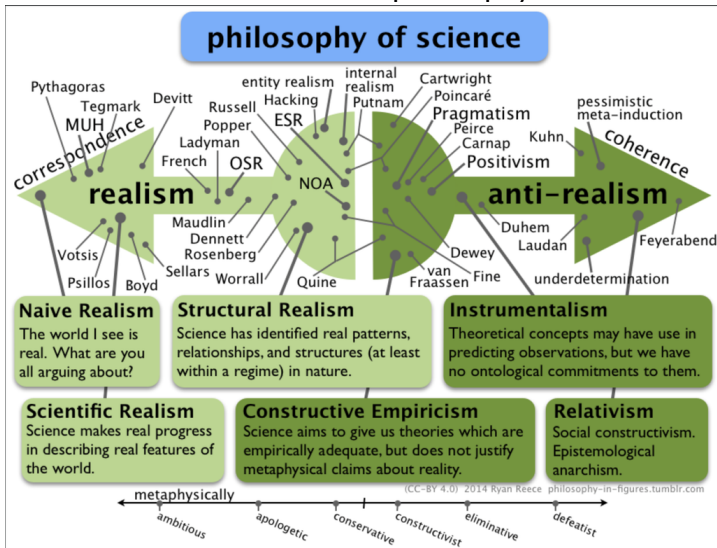 philosophy of science
Pythagoras
Tegmark
MUH
Devitt
correspondence
French
Ladyman
OSR
Russell
Popper
entity realism
Hacking
ESR
internal
realism
Putnam
NOA
Cartwright
Poincaré
Pragmatism
Peirce
Carnap
Positivism
Kuhn
pessimistic
meta-induction
coherence
realism
anti-realism
Votsis
Psillos
Boyd
Sellars
Maudlin
Dennett
Rosenberg
Worrall
Quine
van
Fraassen
Fine
Dewey
Duhem
Laudan
underdetermination
Feyerabend
Naive Realism
The world I see is
real. What are you
all arguing about?
Structural Realism
Science has identified real patterns,
relationships, and structures (at least
within a regime) in nature.
Instrumentalism
Theoretical concepts may have use in
predicting observations, but we have
no ontological commitments to them.
Scientific Realism
Science makes real progress
in describing real features of
the world.
Constructive Empiricism
Science aims to give us theories which are
empirically adequate, but does not justify
metaphysical claims about reality.
Relativism
Social constructivism.
Epistemological
anarchism.
(CC-BY 4.0) 2014 Ryan Reece philosophy-in-figures.tumblr.com
metaphysically
ambitious
apologetic
conservative
constructivist
eliminative
defeatist